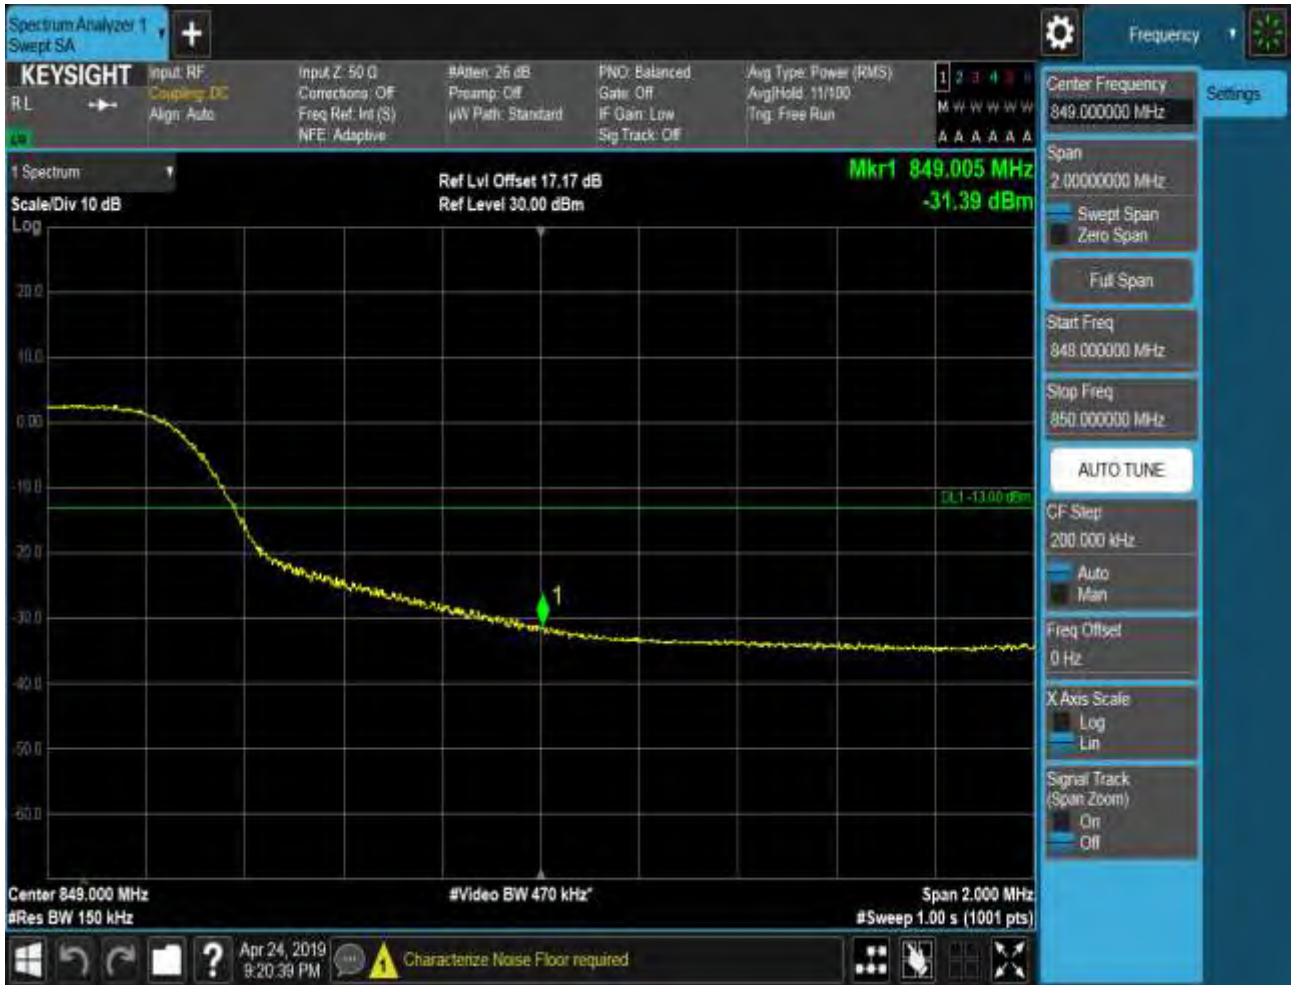 Spectrum Analyzer 1
Swept SA
+
Frequency
KEYSIGHT
RL
Input: RF
Coupling: DC
Align: Auto
Input Z: 50 Ω
Corrections: Off
Freq Ref: Int (S)
NFE: Adaptive
#Atten: 26 dB
Preamp: Off
µW Path: Standard
PNO: Balanced
Gate: Off
IF Gain: Low
Sig Track: Off
Avg Type: Power (RMS)
Avg|Hold: 11/100
Trig: Free Run
1 2 3 4 5 6
M W W W W W
A A A A A A
1 Spectrum
Scale/Div 10 dB
Log
Ref Lvl Offset 17.17 dB
Ref Level 30.00 dBm
Mkr1 849.005 MHz
-31.39 dBm
20.0
10.0
0.00
-10.0
-20.0
-30.0
-40.0
-50.0
-60.0
DL1 -13.00 dBm
1
Center 849.000 MHz
#Res BW 150 kHz
#Video BW 470 kHz*
Span 2.000 MHz
#Sweep 1.00 s (1001 pts)
Center Frequency
849.000000 MHz
Settings
Span
2.00000000 MHz
Swept Span
Zero Span
Full Span
Start Freq
848.000000 MHz
Stop Freq
850.000000 MHz
AUTO TUNE
CF Step
200.000 kHz
Auto
Man
Freq Offset
0 Hz
X Axis Scale
Log
Lin
Signal Track
(Span Zoom)
On
Off
?
Apr 24, 2019
9:20:39 PM
1
Characterize Noise Floor required